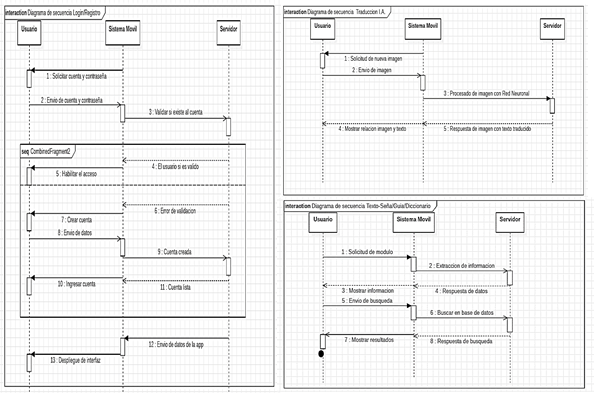 interaction Diagrama de secuencia Login/Registro
Usuario
Sistema Movil
Servidor
1 : Solicitar cuenta y contraseña
2 : Envio de cuenta y contraseña
3 : Validar si existe al cuenta
seq CombinedFragment2
4 : El usuario si es valido
5 : Habilitar el acceso
6 : Error de validacion
7 : Crear cuenta
8 : Envio de datos
9 : Cuenta creada
10 : Ingresar cuenta
11 : Cuenta lista
12 : Envio de datos de la app
13 : Despliegue de interfaz
interaction Diagrama de secuencia Traduccion I.A.
Usuario
Sistema Movil
Servidor
1 : Solicitud de nueva imagen
2 : Envio de imagen
3 : Procesado de imagen con Red Neuronal
4 : Mostrar relacion imagen y texto
5 : Respuesta de imagen con texto traducido
interaction Diagrama de secuencia Texto-Seña/Guia/Diccionario
Usuario
Sistema Movil
Servidor
1 : Solicitud de modulo
2 : Extraccion de informacion
3 : Mostrar informacion
4 : Respuesta de datos
5 : Envio de busqueda
6 : Buscar en base de datos
7 : Mostrar resultados
8 : Respuesta de busqueda